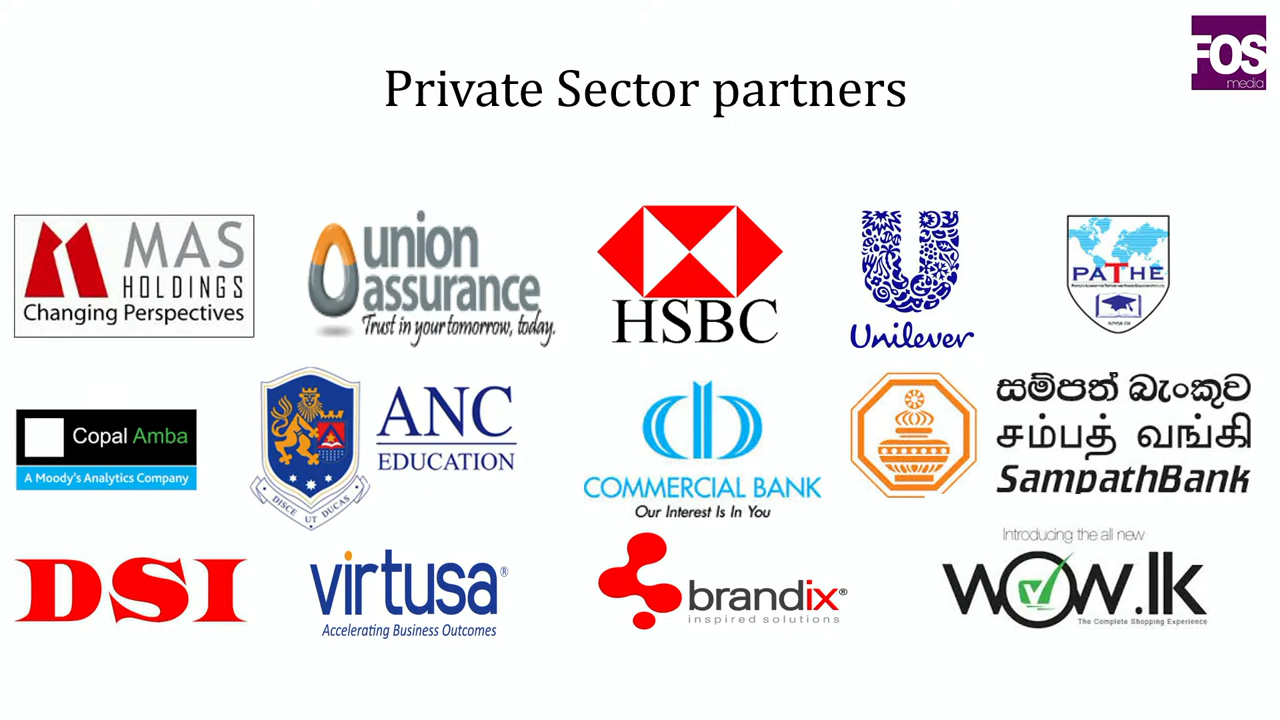 FOS
media
Private Sector partners
MAS
HOLDINGS
Changing Perspectives
union
assurance
Trust in your tomorrow, today.
HSBC
Unilever
PATHE
Copal Amba
A Moody's Analytics Company
DISCE UT DUCAS
ANC
EDUCATION
COMMERCIAL BANK
Our Interest Is In You
සම්පත් බැංකුව
சம்பத் வங்கி
SampathBank
DSI
virtusa®
Accelerating Business Outcomes
brandix®
inspired solutions
Introducing the all new
wow.lk
The Complete Shopping Experience